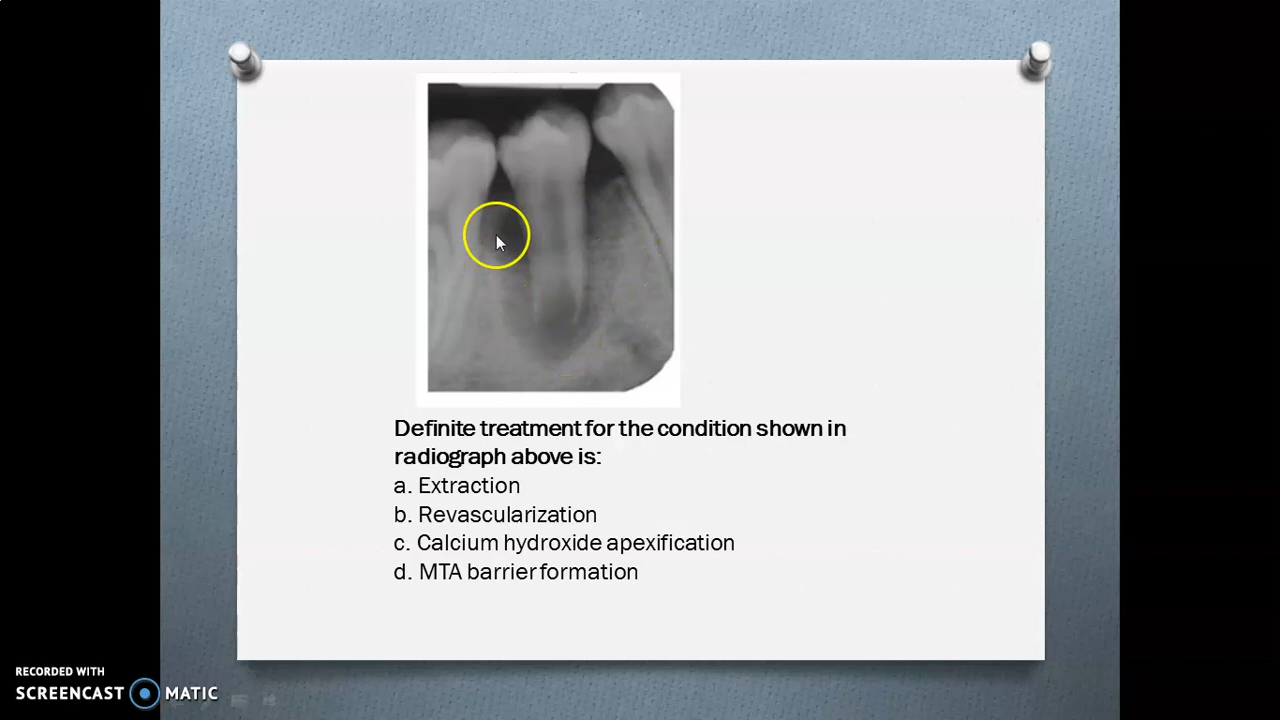 Definite treatment for the condition shown in
radiograph above is:
a. Extraction
b. Revascularization
c. Calcium hydroxide apexification
d. MTA barrier formation
RECORDED WITH
SCREENCAST MATIC